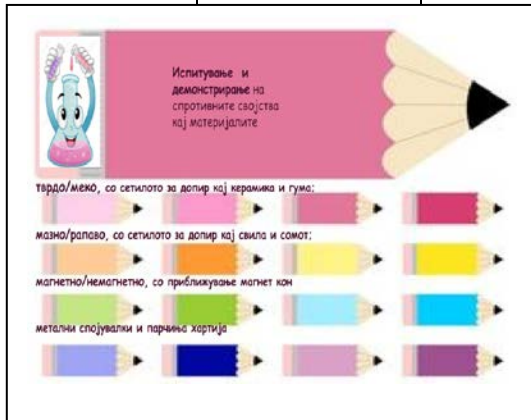 Испитување и
демонстрирање на
спротивните својства
кај материјалите
тврдо/меко, со сетилото за допир кај керамика и гума:
мазно/рапаво, со сетилото за допир кај свила и сомот:
магнетно/немагнетно, со приближување магнет кон
метални спојувалки и парчиња хартија